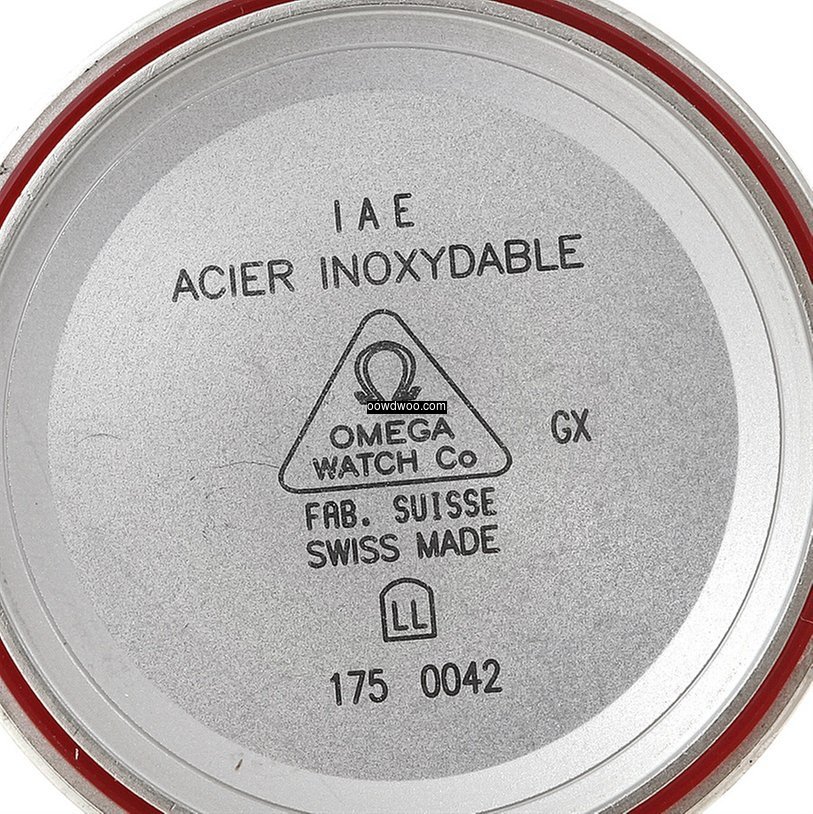 IAE
ACIER INOXYDABLE
oowdwoo.com
OMEGA
WATCH Co
GX
FAB. SUISSE
SWISS MADE
LL
175 0042